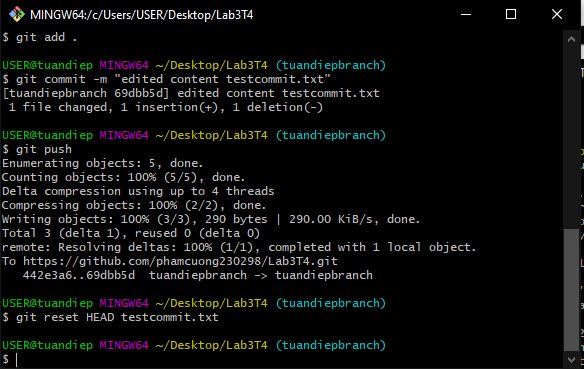 MINGW64:/c/Users/USER/Desktop/Lab3T4
$ git add .
USER@tuandiep MINGW64 ~/Desktop/Lab3T4 (tuandiepbranch)
$ git commit -m "edited content testcommit.txt"
[tuandiepbranch 69dbb5d] edited content testcommit.txt
 1 file changed, 1 insertion(+), 1 deletion(-)
USER@tuandiep MINGW64 ~/Desktop/Lab3T4 (tuandiepbranch)
$ git push
Enumerating objects: 5, done.
Counting objects: 100% (5/5), done.
Delta compression using up to 4 threads
Compressing objects: 100% (2/2), done.
Writing objects: 100% (3/3), 290 bytes | 290.00 KiB/s, done.
Total 3 (delta 1), reused 0 (delta 0)
remote: Resolving deltas: 100% (1/1), completed with 1 local object.
To https://github.com/phamcuong230298/Lab3T4.git
   442e3a6..69dbb5d  tuandiepbranch -> tuandiepbranch
USER@tuandiep MINGW64 ~/Desktop/Lab3T4 (tuandiepbranch)
$ git reset HEAD testcommit.txt
USER@tuandiep MINGW64 ~/Desktop/Lab3T4 (tuandiepbranch)
$